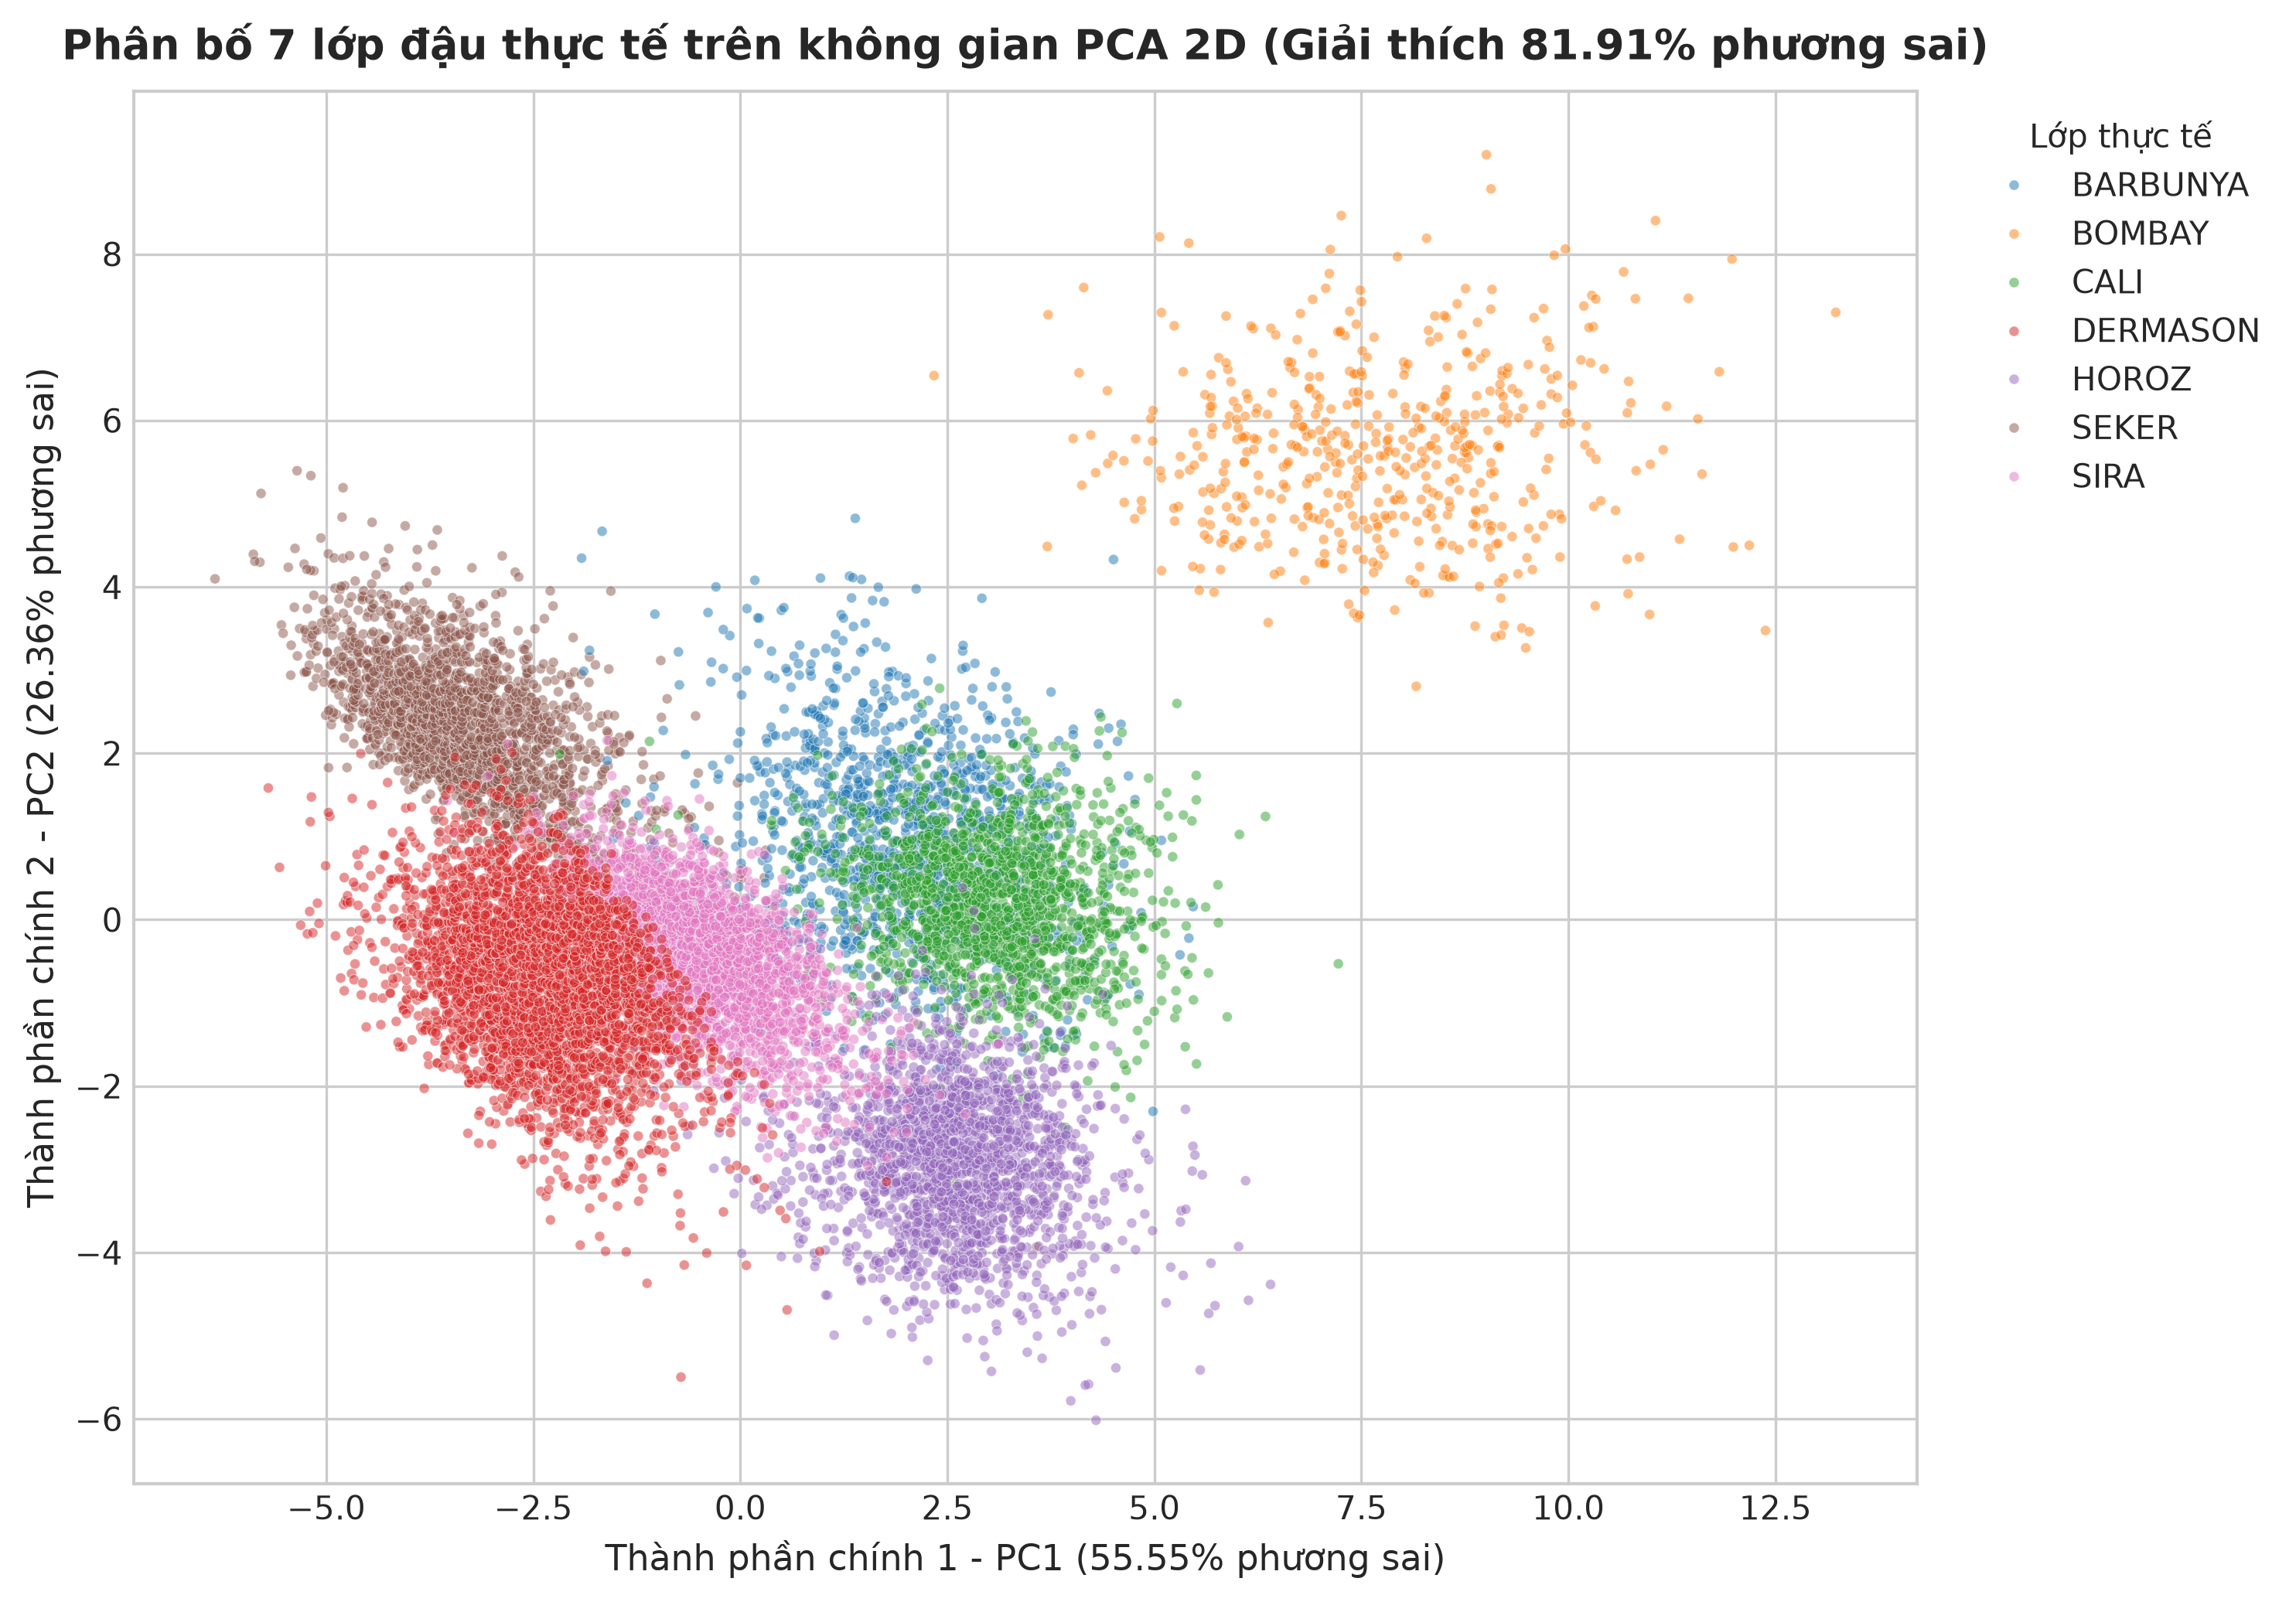 Phân bố 7 lớp đậu thực tế trên không gian PCA 2D (Giải thích 81.91% phương sai)
Thành phần chính 2 - PC2 (26.36% phương sai)
8
6
4
2
0
−2
−4
−6
−5.0
−2.5
0.0
2.5
5.0
7.5
10.0
12.5
Thành phần chính 1 - PC1 (55.55% phương sai)
Lớp thực tế
BARBUNYA
BOMBAY
CALI
DERMASON
HOROZ
SEKER
SIRA